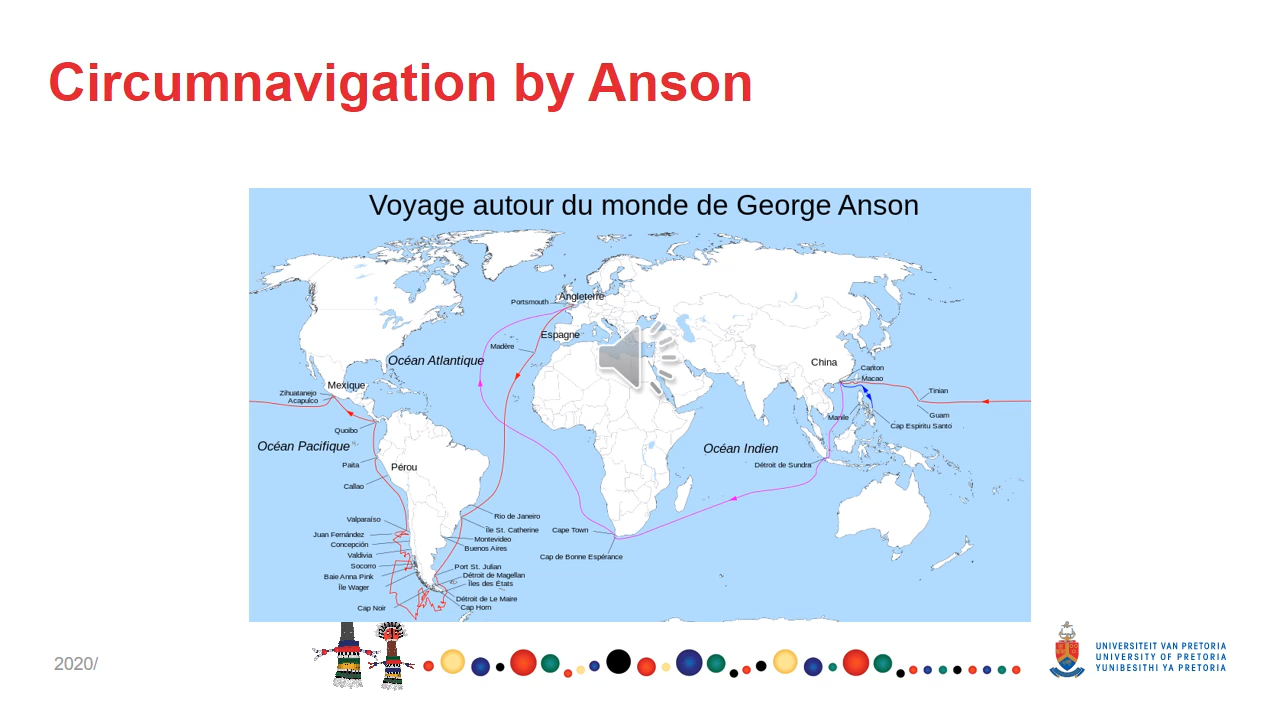 Circumnavigation by Anson
Voyage autour du monde de George Anson
Portsmouth
Angleterre
Espagne
Madère
Océan Atlantique
China
Canton
Macao
Mexique
Zihuatanejo
Acapulco
Tinian
Guam
Manile
Cap Espiritu Santo
Quoibo
Océan Pacifique
Océan Indien
Paita
Pérou
Détroit de Sundra
Callao
Valparaíso
Rio de Janeiro
Île St. Catherine
Cape Town
Juan Fernández
Montevideo
Concepción
Buenos Aires
Valdivia
Cap de Bonne Espérance
Socorro
Port St. Julian
Baie Anna Pink
Détroit de Magellan
Île Wager
Îles des États
Détroit de Le Maire
Cap Noir
Cap Horn
2020/
UNIVERSITEIT VAN PRETORIA
UNIVERSITY OF PRETORIA
YUNIBESITHI YA PRETORIA